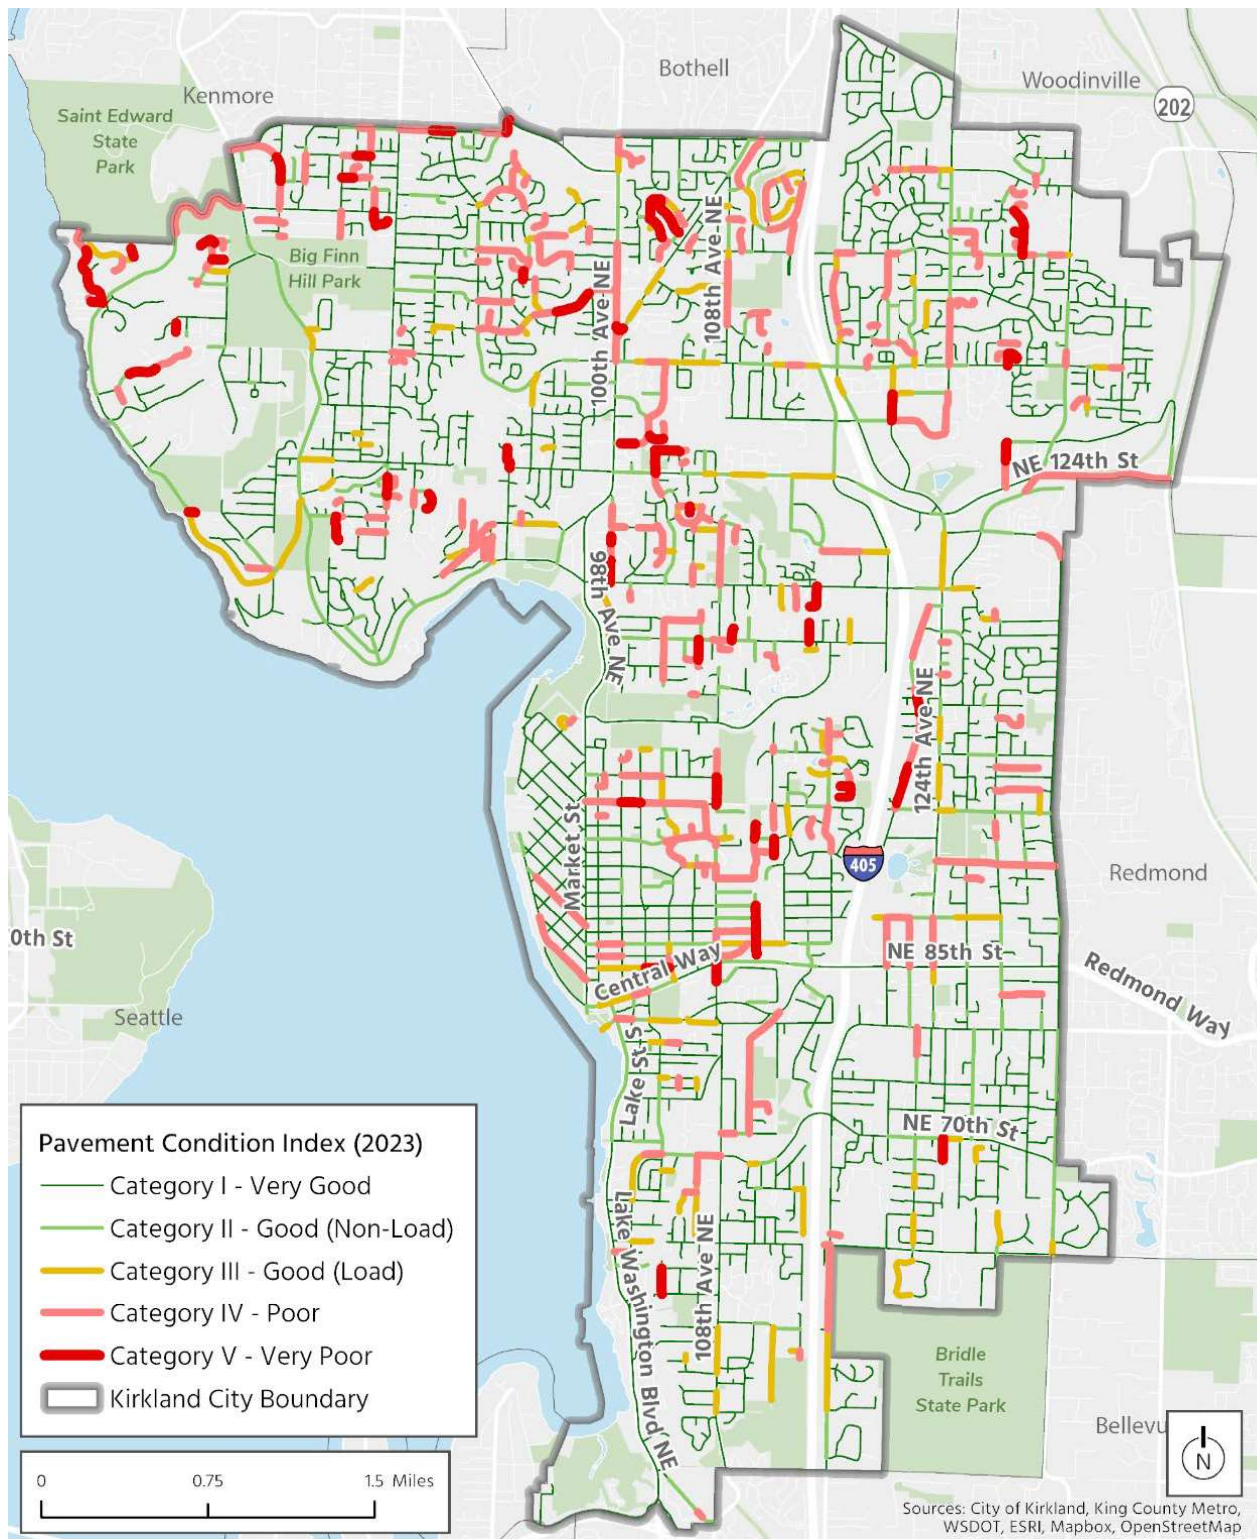 Bothell
Woodinville
Kenmore
202
Saint Edward
State
Park
Big Finn
Hill Park
100th Ave NE
108th Ave NE
NE 124th St
98th Ave NE
124th Ave NE
Market St
405
Redmond
0th St
NE 85th St
Central Way
Redmond Way
Seattle
Lake St S
NE 70th St
Lake Washington Blvd NE
108th Ave NE
Bridle
Trails
State Park
Bellevu
Pavement Condition Index (2023)
Category I - Very Good
Category II - Good (Non-Load)
Category III - Good (Load)
Category IV - Poor
Category V - Very Poor
Kirkland City Boundary
0 0.75 1.5 Miles
N
Sources: City of Kirkland, King County Metro,
WSDOT, ESRI, Mapbox, OpenStreetMap